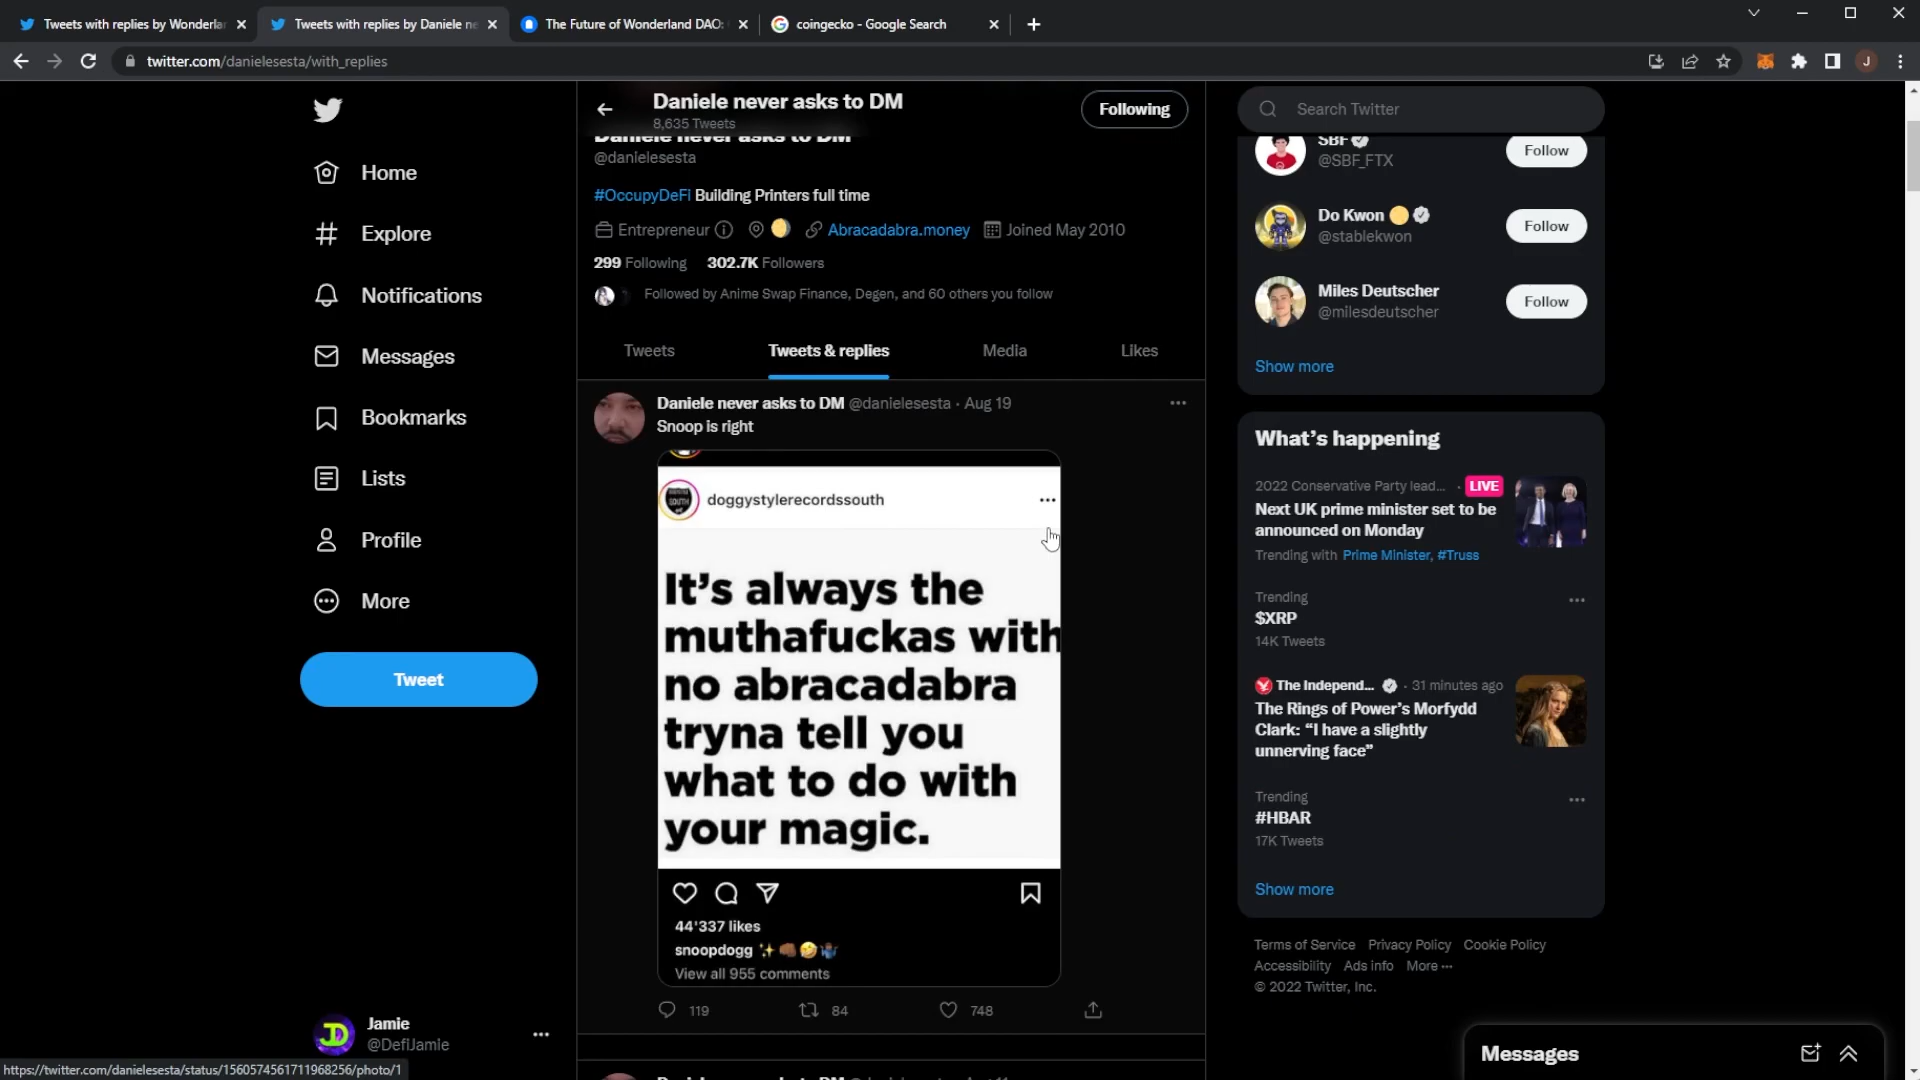 Tweets with replies by Wonderlan
Tweets with replies by Daniele ne
The Future of Wonderland DAO:
coingecko - Google Search
twitter.com/danielesesta/with_replies
J
Home
Explore
Notifications
Messages
Bookmarks
Lists
Profile
More
Tweet
Jamie
@DefiJamie
https://twitter.com/danielesesta/status/1560574561711968256/photo/1
Daniele never asks to DM
8,635 Tweets
Following
Daniele never asks to DM
@danielesesta
#OccupyDeFi Building Printers full time
Entrepreneur Abracadabra.money Joined May 2010
299 Following 302.7K Followers
Followed by Anime Swap Finance, Degen, and 60 others you follow
Tweets
Tweets & replies
Media
Likes
Daniele never asks to DM @danielesesta · Aug 19
Snoop is right
doggystylerecordssouth
It's always the
muthafuckas with
no abracadabra
tryna tell you
what to do with
your magic.
44'337 likes
snoopdogg
View all 955 comments
119 84 748
Search Twitter
SBF
@SBF_FTX
Follow
Do Kwon
@stablekwon
Follow
Miles Deutscher
@milesdeutscher
Follow
Show more
What's happening
2022 Conservative Party lead... · LIVE
Next UK prime minister set to be
announced on Monday
Trending with Prime Minister, #Truss
Trending
$XRP
14K Tweets
The Independ... · 31 minutes ago
The Rings of Power's Morfydd
Clark: "I have a slightly
unnerving face"
Trending
#HBAR
17K Tweets
Show more
Terms of Service Privacy Policy Cookie Policy
Accessibility Ads info More ···
© 2022 Twitter, Inc.
Messages